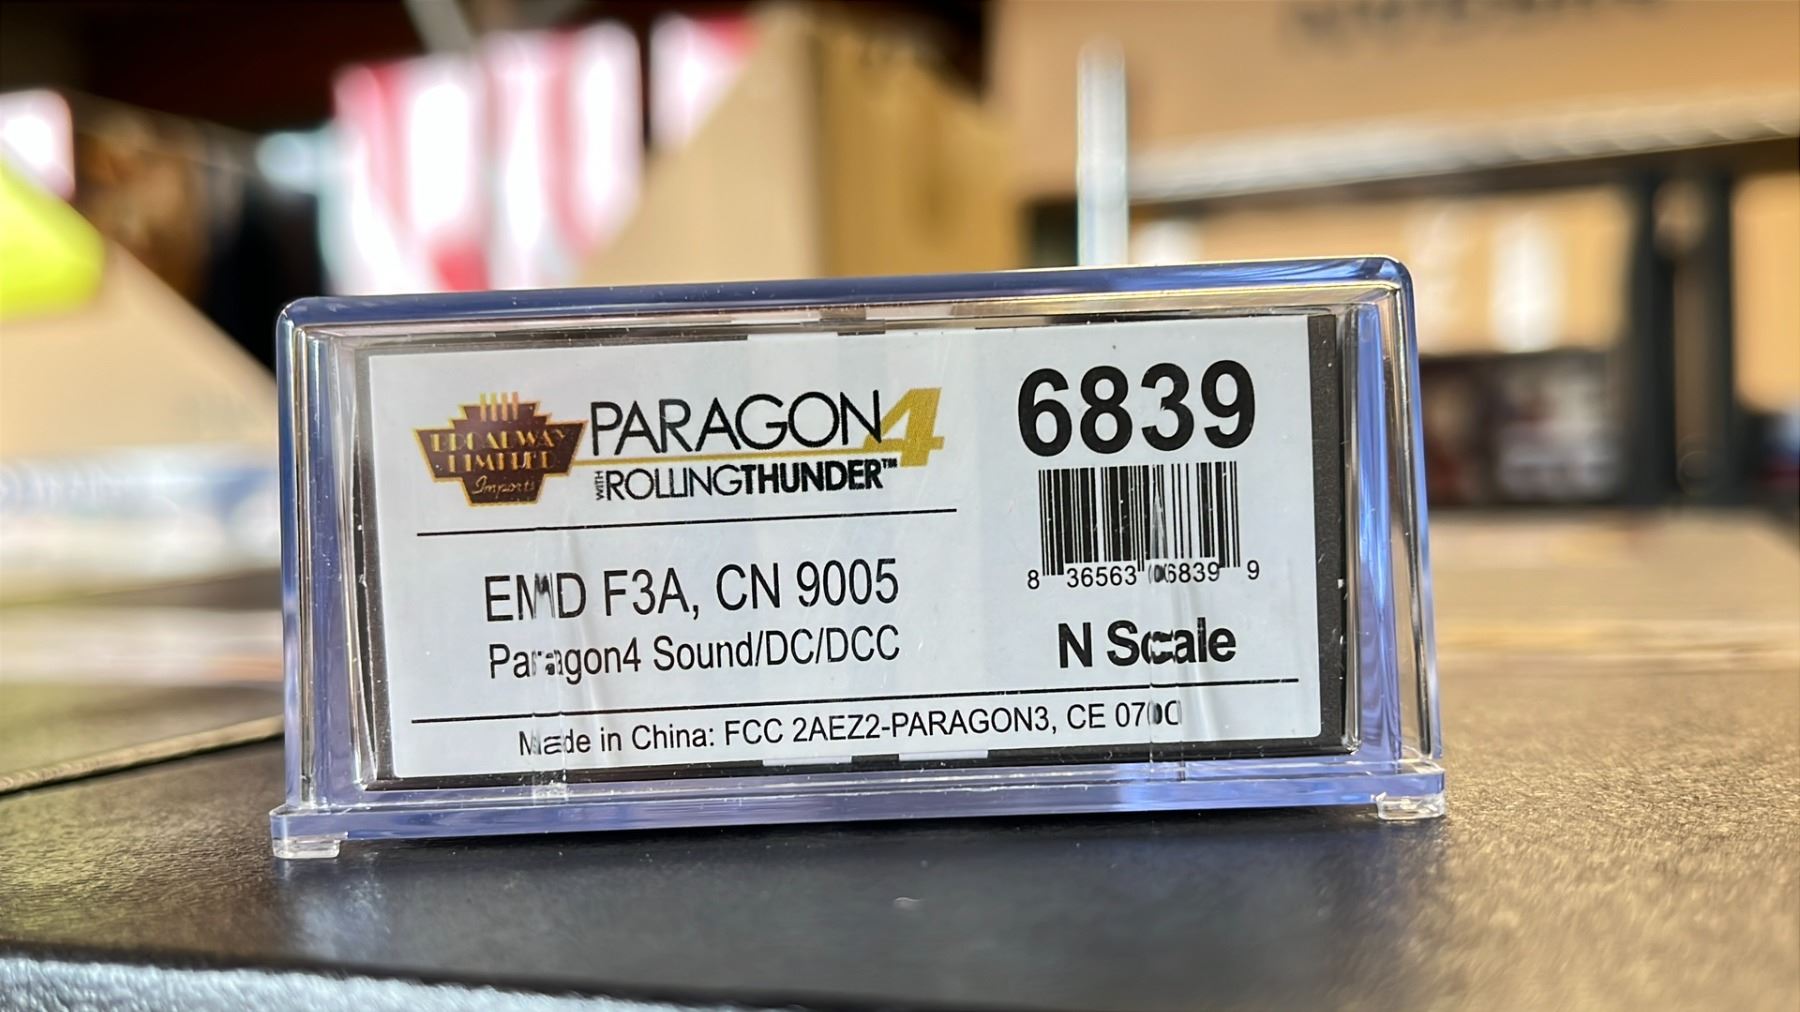 BROADWAY
LIMITED
Imports
PARAGON4
WITH ROLLINGTHUNDER™
6839
8 36563 06839 9
EMD F3A, CN 9005
Paragon4 Sound/DC/DCC
N Scale
Made in China: FCC 2AEZ2-PARAGON3, CE 0700